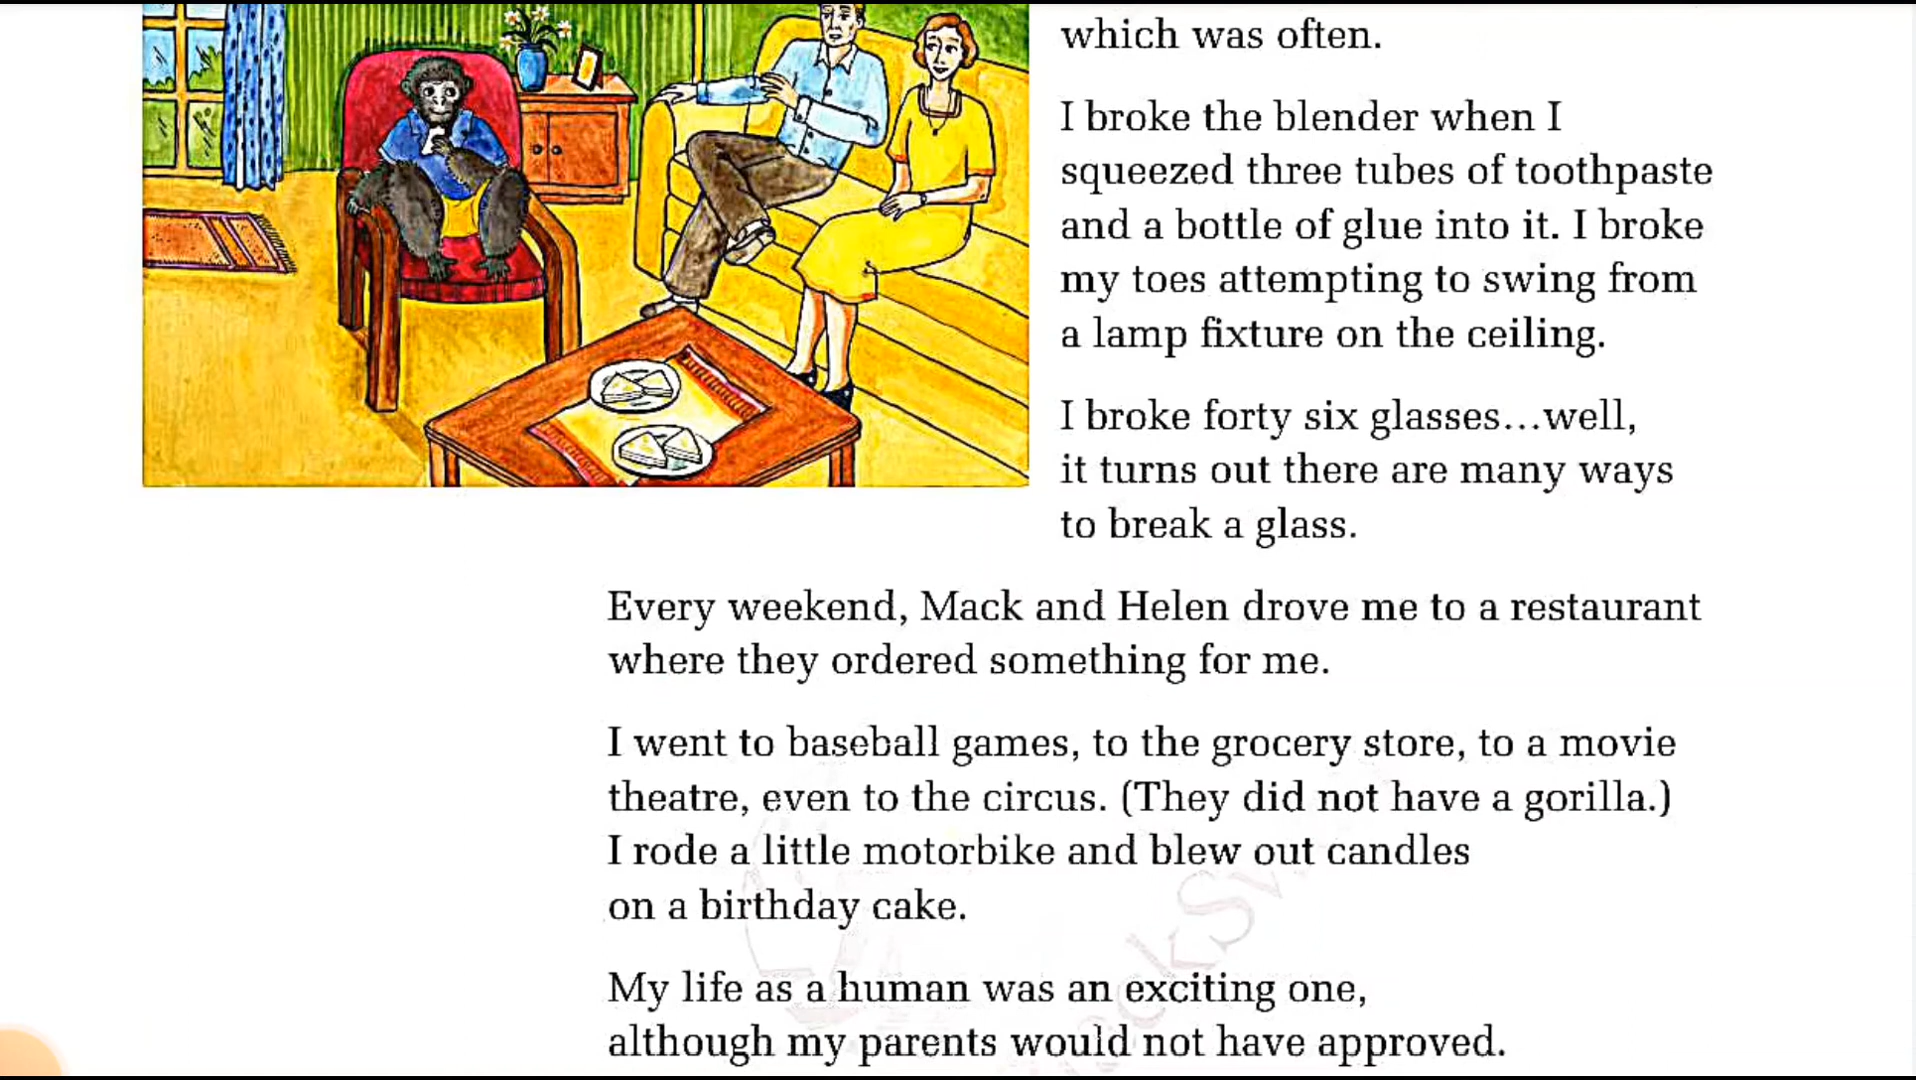 which was often.
I broke the blender when I
squeezed three tubes of toothpaste
and a bottle of glue into it. I broke
my toes attempting to swing from
a lamp fixture on the ceiling.
I broke forty six glasses...well,
it turns out there are many ways
to break a glass.
Every weekend, Mack and Helen drove me to a restaurant
where they ordered something for me.
I went to baseball games, to the grocery store, to a movie
theatre, even to the circus. (They did not have a gorilla.)
I rode a little motorbike and blew out candles
on a birthday cake.
My life as a human was an exciting one,
although my parents would not have approved.